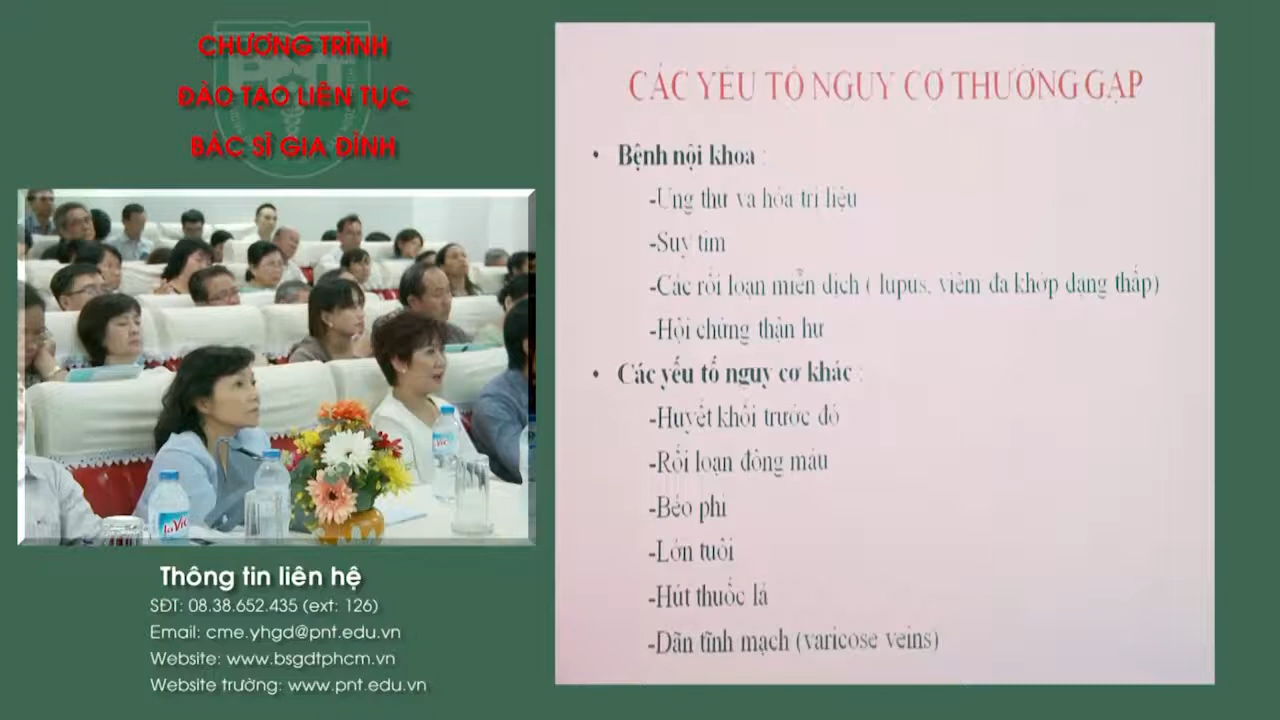 CHƯƠNG TRÌNH
ĐÀO TẠO LIÊN TỤC
BÁC SĨ GIA ĐÌNH
PNT
LaVie
Thông tin liên hệ
SĐT: 08.38.652.435 (ext: 126)
Email: cme.yhgd@pnt.edu.vn
Website: www.bsgdtphcm.vn
Website trường: www.pnt.edu.vn
CÁC YẾU TỐ NGUY CƠ THƯỜNG GẶP
• Bệnh nội khoa :
-Ung thư và hóa trị liệu
-Suy tim
-Các rối loạn miễn dịch ( lupus, viêm đa khớp dạng thấp)
-Hội chứng thận hư
• Các yếu tố nguy cơ khác :
-Huyết khối trước đó
-Rối loạn đông máu
-Béo phì
-Lớn tuổi
-Hút thuốc lá
-Dãn tĩnh mạch (varicose veins)